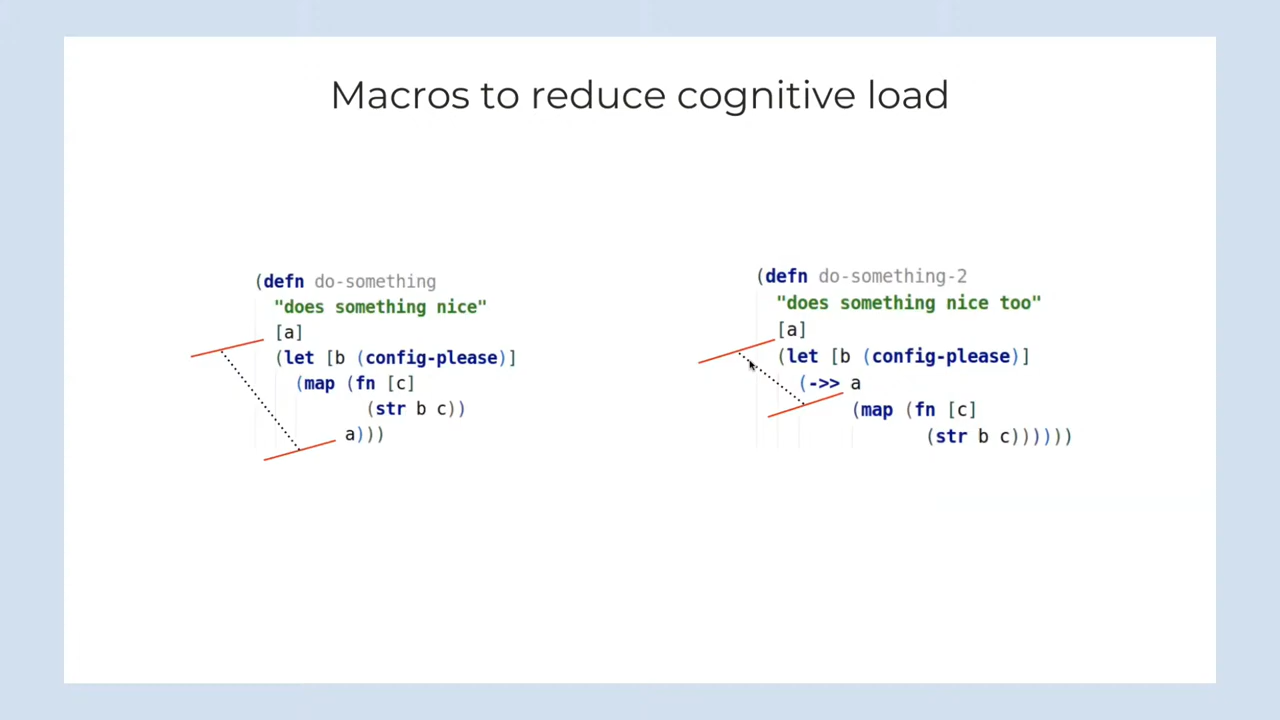 Macros to reduce cognitive load
(defn do-something
"does something nice"
[a]
(let [b (config-please)]
(map (fn [c]
(str b c))
a)))
(defn do-something-2
"does something nice too"
[a]
(let [b (config-please)]
(->> a
(map (fn [c]
(str b c))))))